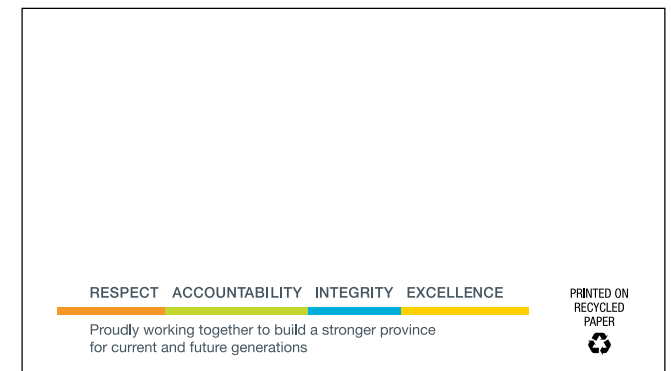 RESPECT ACCOUNTABILITY INTEGRITY EXCELLENCE
Proudly working together to build a stronger province
for current and future generations
PRINTED ON
RECYCLED
PAPER